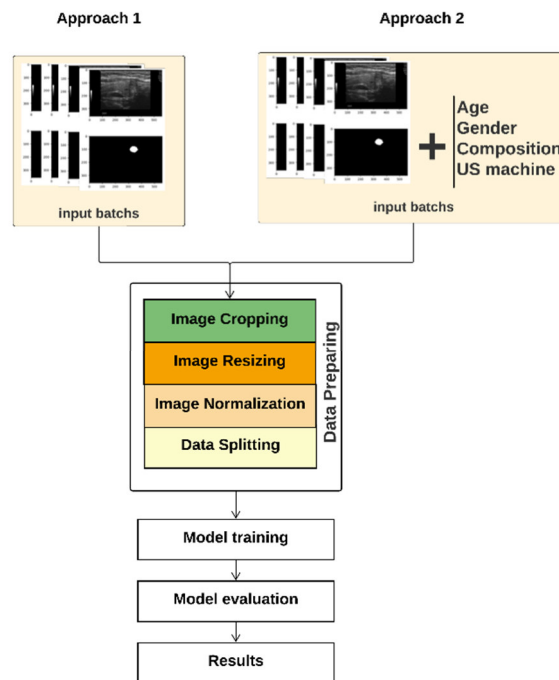 Approach 1
Approach 2
Age
Gender
Composition
US machine
input batchs
input batchs
Image Cropping
Image Resizing
Image Normalization
Data Splitting
Data Preparing
Model training
Model evaluation
Results